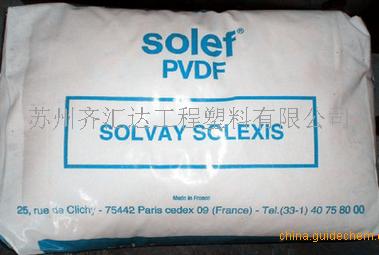 solef®
PVDF
苏州齐汇达工程塑料有限公司
SOLVAY SOLEXIS
Made in France
25, rue de Clichy - 75442 Paris cedex 09 (France) - Tel.(33-1) 40 75 80 00
china.guidechem.com